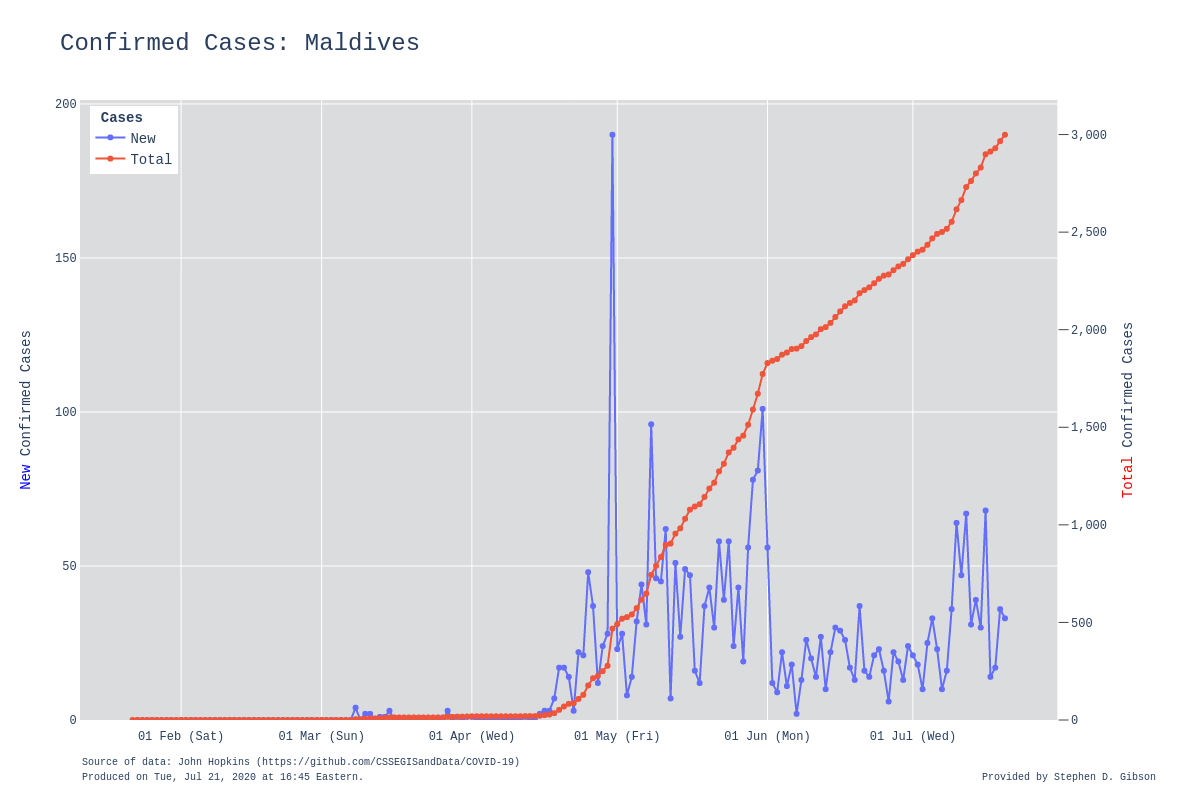 Confirmed Cases: Maldives
Cases
New
Total
200
150
100
50
0
3,000
2,500
2,000
1,500
1,000
500
0
New Confirmed Cases
Total Confirmed Cases
01 Feb (Sat)
01 Mar (Sun)
01 Apr (Wed)
01 May (Fri)
01 Jun (Mon)
01 Jul (Wed)
Source of data: John Hopkins (https://github.com/CSSEGISandData/COVID-19)
Produced on Tue, Jul 21, 2020 at 16:45 Eastern.
Provided by Stephen D. Gibson